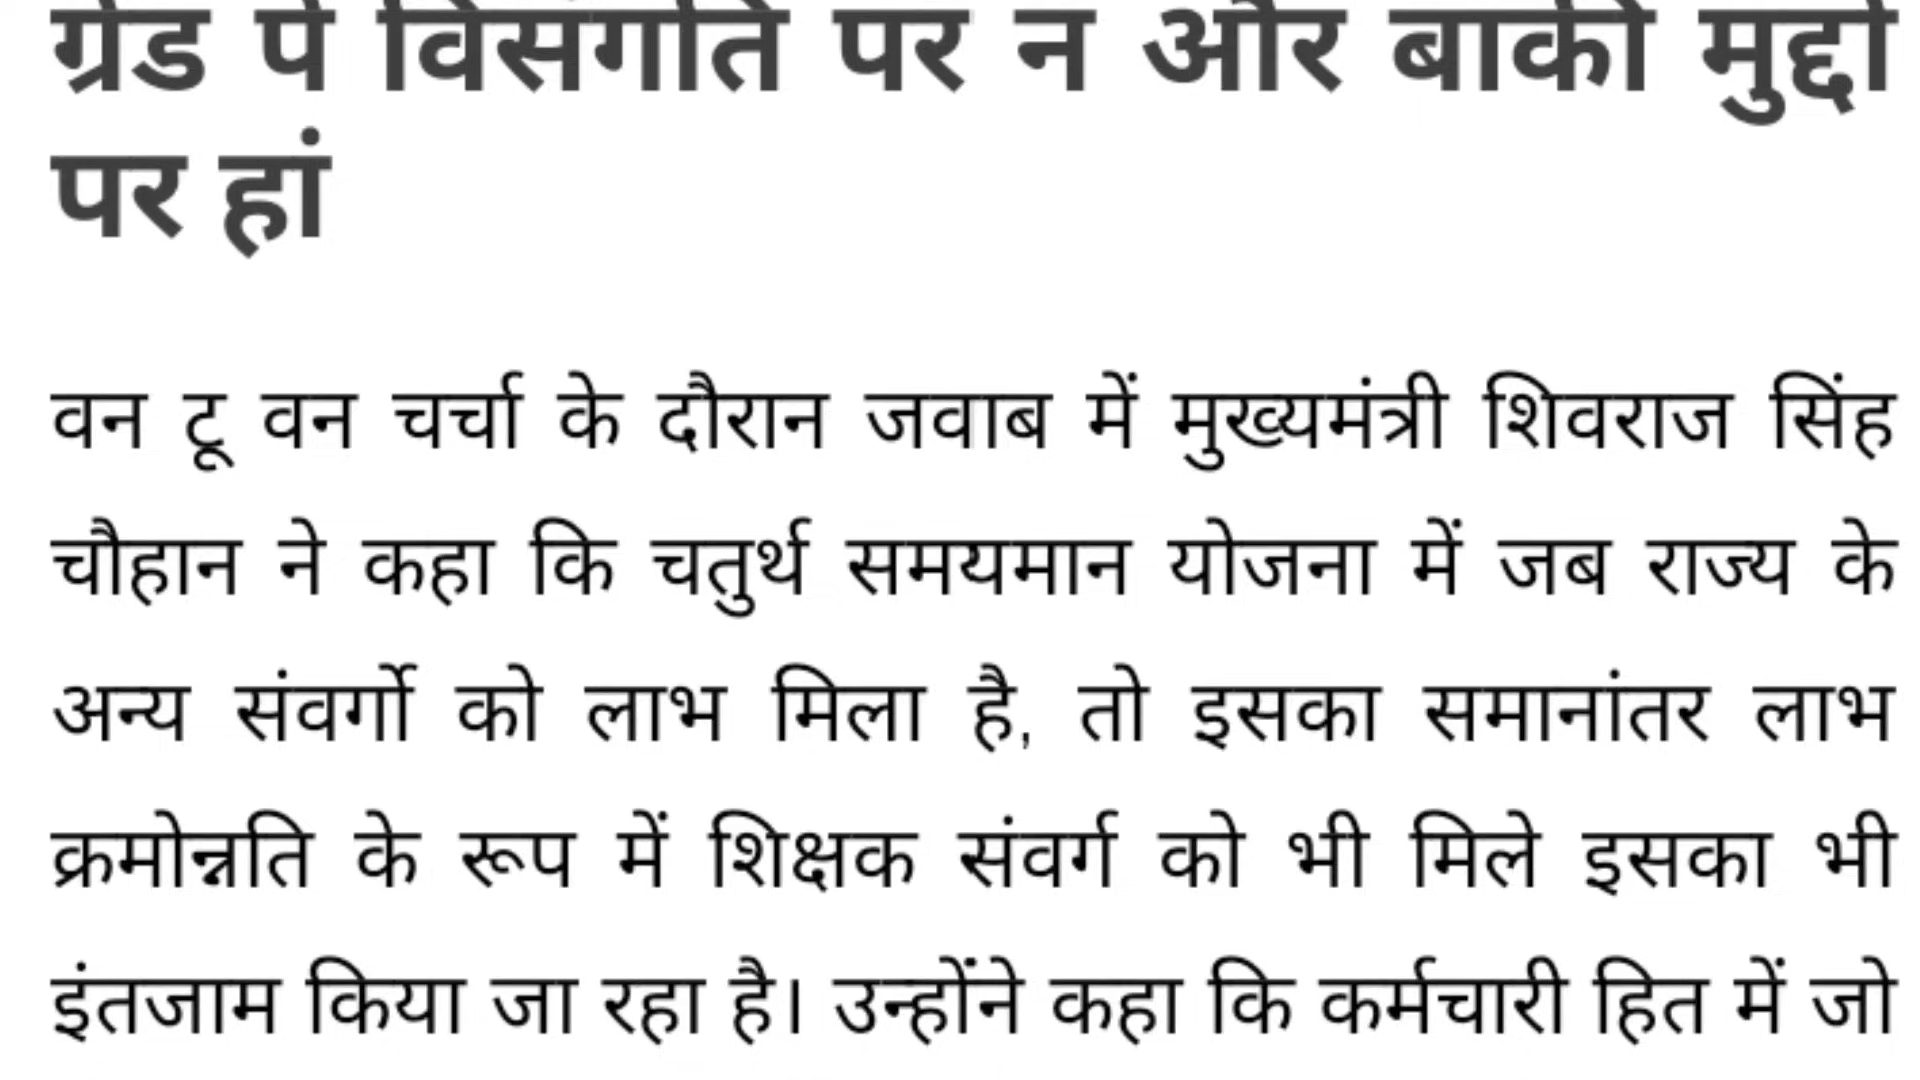 ग्रेड पे विसंगति पर न और बाकी मुद्दों
पर हां
वन टू वन चर्चा के दौरान जवाब में मुख्यमंत्री शिवराज सिंह
चौहान ने कहा कि चतुर्थ समयमान योजना में जब राज्य के
अन्य संवर्गो को लाभ मिला है, तो इसका समानांतर लाभ
क्रमोन्नति के रूप में शिक्षक संवर्ग को भी मिले इसका भी
इंतजाम किया जा रहा है। उन्होंने कहा कि कर्मचारी हित में जो